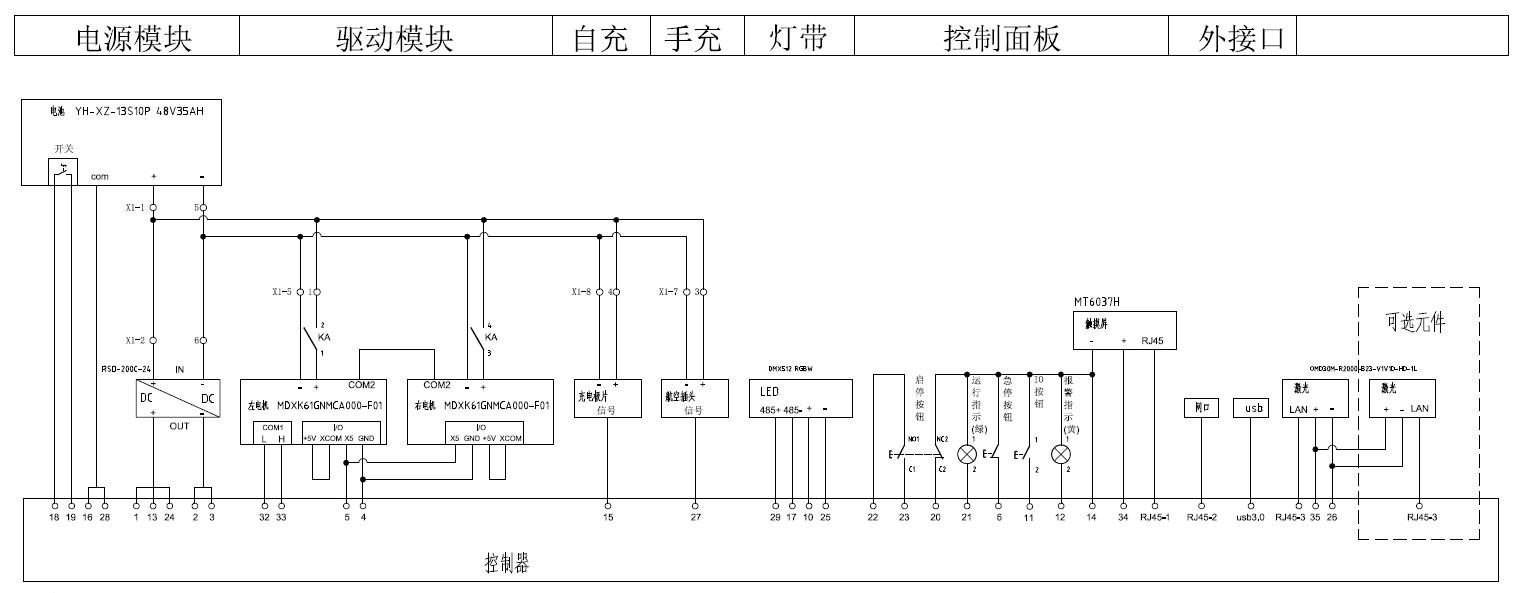 电源模块 驱动模块 自充 手充 灯带 控制面板 外接口
电池 YH-XZ-13S10P 48V35AH
开关
com + -
X1-1 5
X1-5 1 X1-8 4 X1-7 3
X1-2 6
RSD-200C-24 IN
+ -
DC DC
+ -
OUT
2
KA
1
4
KA
3
- + COM2
左电机 MDXK61GNMCA000-F01
COM1
L H
I/O
+5V XCOM X5 GND
COM2 - +
右电机 MDXK61GNMCA000-F01
I/O
X5 GND +5V XCOM
- +
充电极片
信号
- +
航空插头
信号
DMX512 RGBW
LED
485+ 485- + -
启停按钮
NO1 NC2
E
C1 C2
运行指示(绿)
1
2
急停按钮
E
IO按钮
1
E
2
报警指示(黄)
1
2
MT6037H
触摸屏
- + RJ45
网口
usb
可选元件
OMD30M-R2000-B23-V1V1D-HD-1L
激光
LAN + -
激光
+ - LAN
18 19 16 28 1 13 24 2 3 32 33 5 4 15 27 29 17 10 25 22 23 20 21 6 11 12 14 34 RJ45-1 RJ45-2 usb3.0 RJ45-3 35 26 RJ45-3
控制器